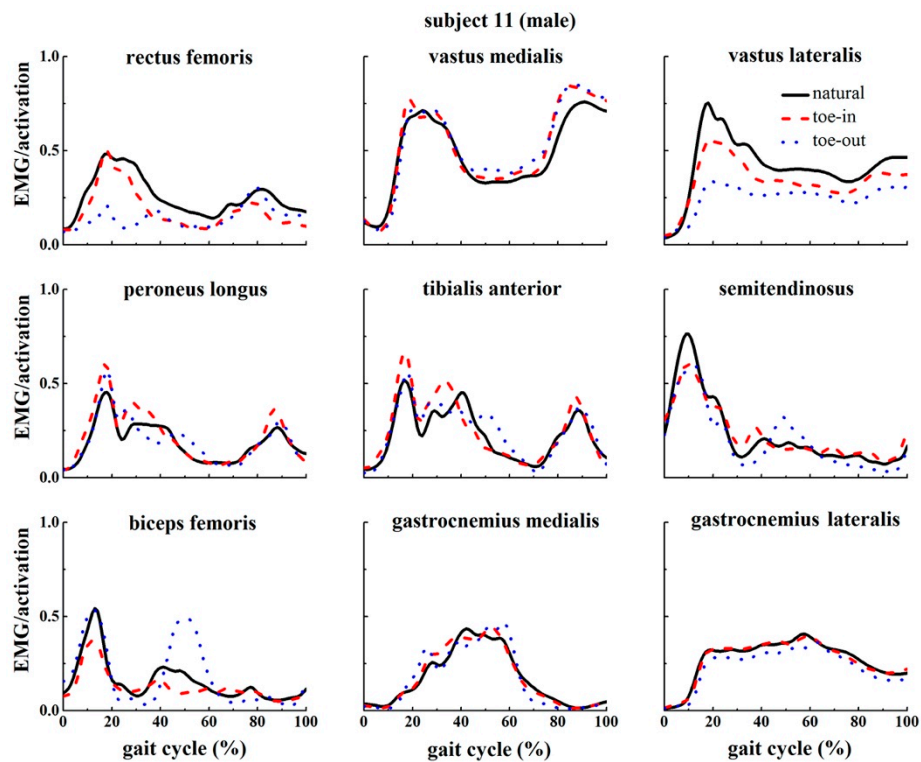 subject 11 (male)
rectus femoris
vastus medialis
vastus lateralis
natural
toe-in
toe-out
EMG/activation
1.0
0.5
0.0
peroneus longus
tibialis anterior
semitendinosus
EMG/activation
1.0
0.5
0.0
biceps femoris
gastrocnemius medialis
gastrocnemius lateralis
EMG/activation
1.0
0.5
0.0
0 20 40 60 80 100
0 20 40 60 80 100
0 20 40 60 80 100
gait cycle (%)
gait cycle (%)
gait cycle (%)